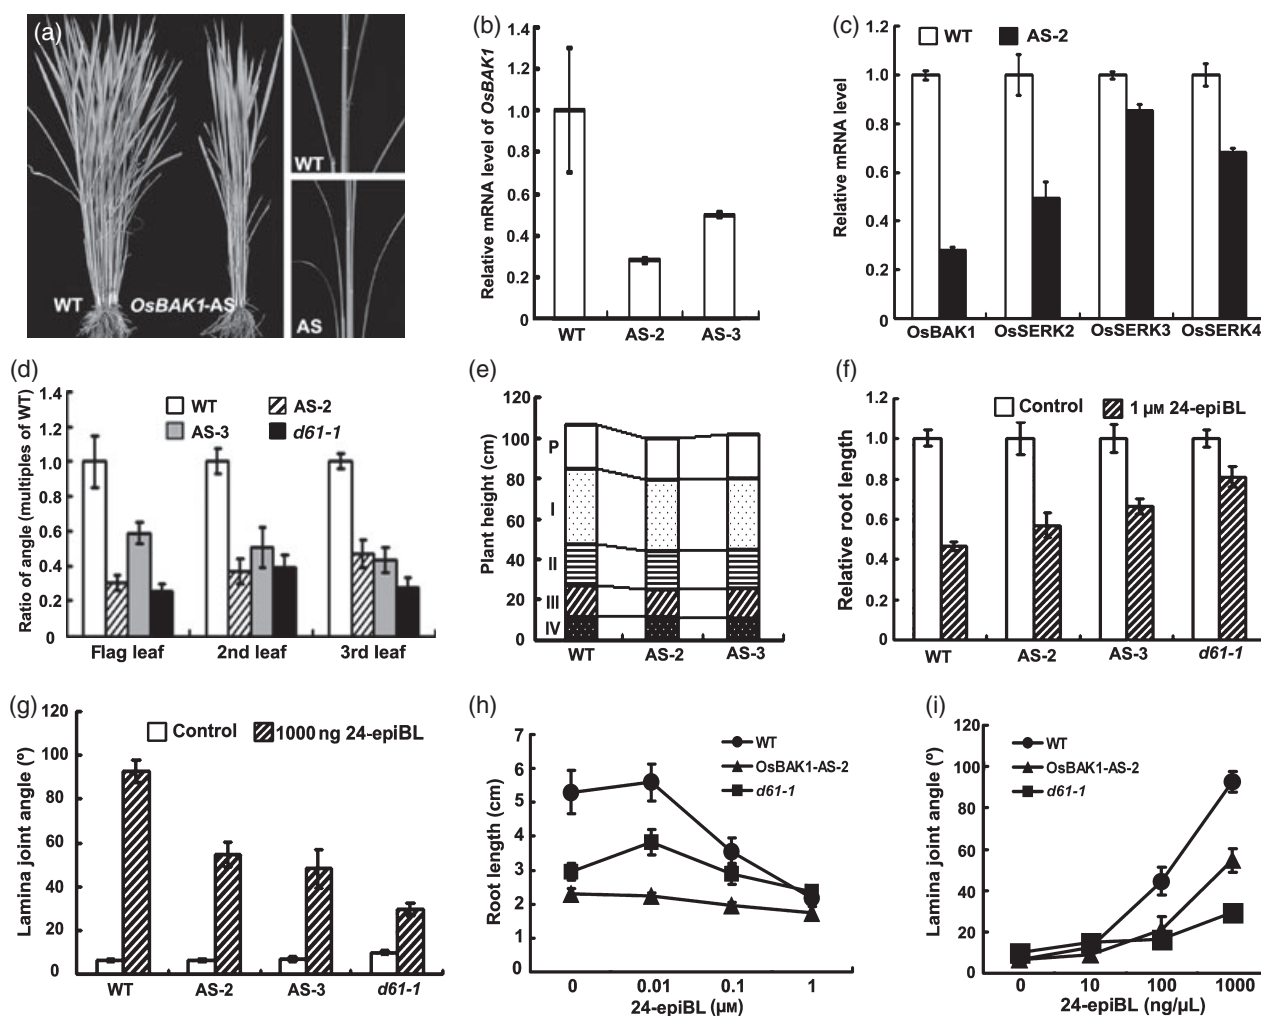 (a)
WT
OsBAK1-AS
WT
AS
(b)
Relative mRNA level of OsBAK1
1.4
1.2
1.0
0.8
0.6
0.4
0.2
0
WT AS-2 AS-3
(c)
WT AS-2
Relative mRNA level
1.2
1.0
0.8
0.6
0.4
0.2
0
OsBAK1 OsSERK2 OsSERK3 OsSERK4
(d)
Ratio of angle (multiples of WT)
1.4
1.2
1.0
0.8
0.6
0.4
0.2
0
WT AS-2
AS-3 d61-1
Flag leaf 2nd leaf 3rd leaf
(e)
Plant height (cm)
120
100
80
60
40
20
0
P
I
II
III
IV
WT AS-2 AS-3
(f)
Control 1 μM 24-epiBL
Relative root length
1.2
1.0
0.8
0.6
0.4
0.2
0
WT AS-2 AS-3 d61-1
(g)
Lamina joint angle (°)
120
100
80
60
40
20
0
Control 1000 ng 24-epiBL
WT AS-2 AS-3 d61-1
(h)
Root length (cm)
7
6
5
4
3
2
1
0
WT
OsBAK1-AS-2
d61-1
0 0.01 0.1 1
24-epiBL (μM)
(i)
Lamina joint angle (°)
120
100
80
60
40
20
0
WT
OsBAK1-AS-2
d61-1
0 10 100 1000
24-epiBL (ng/μL)